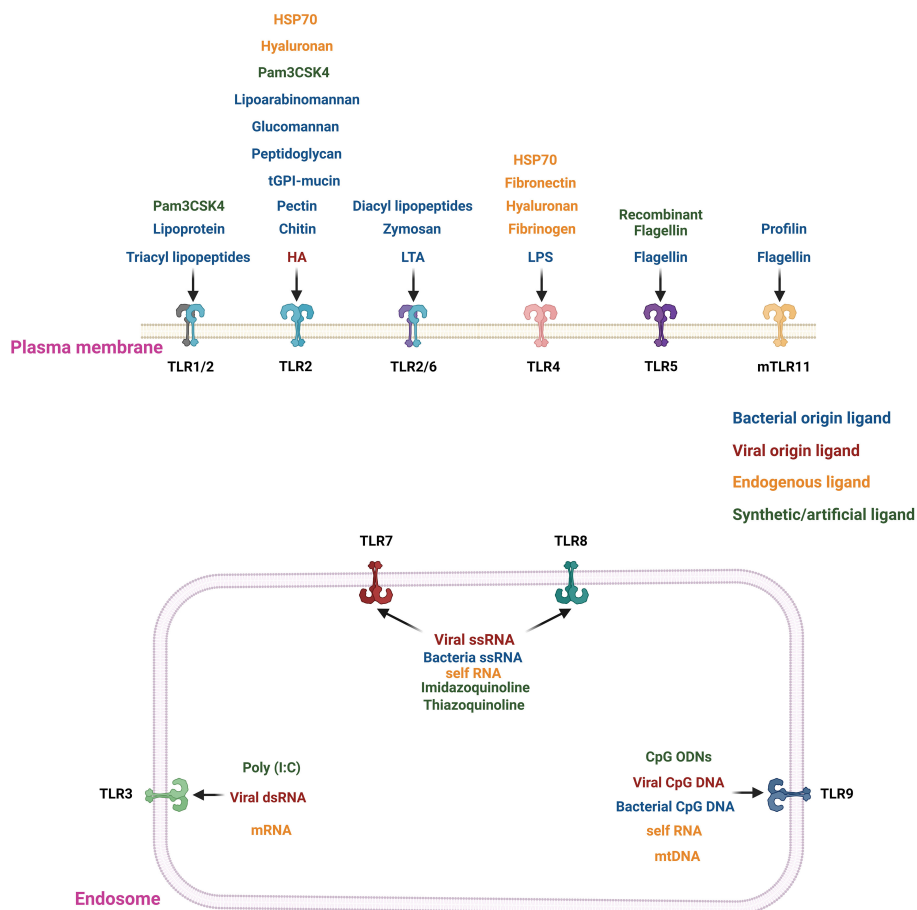 HSP70
Hyaluronan
Pam3CSK4
Lipoarabinomannan
Glucomannan
Peptidoglycan
tGPI-mucin
Pectin
Chitin
HA
Pam3CSK4
Lipoprotein
Triacyl lipopeptides
Diacyl lipopeptides
Zymosan
LTA
HSP70
Fibronectin
Hyaluronan
Fibrinogen
LPS
Recombinant
Flagellin
Flagellin
Profilin
Flagellin
Plasma membrane
TLR1/2
TLR2
TLR2/6
TLR4
TLR5
mTLR11
Bacterial origin ligand
Viral origin ligand
Endogenous ligand
Synthetic/artificial ligand
TLR7
TLR8
Viral ssRNA
Bacteria ssRNA
self RNA
Imidazoquinoline
Thiazoquinoline
TLR3
Poly (I:C)
Viral dsRNA
mRNA
CpG ODNs
Viral CpG DNA
Bacterial CpG DNA
self RNA
mtDNA
TLR9
Endosome